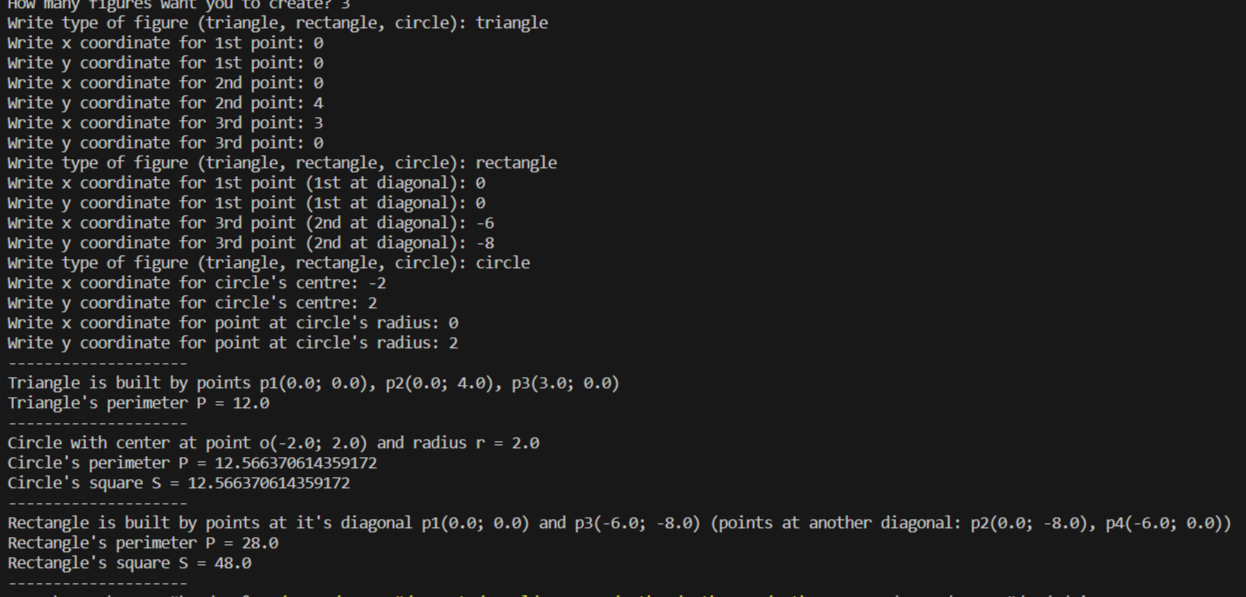 How many figures want you to create? 3
Write type of figure (triangle, rectangle, circle): triangle
Write x coordinate for 1st point: 0
Write y coordinate for 1st point: 0
Write x coordinate for 2nd point: 0
Write y coordinate for 2nd point: 4
Write x coordinate for 3rd point: 3
Write y coordinate for 3rd point: 0
Write type of figure (triangle, rectangle, circle): rectangle
Write x coordinate for 1st point (1st at diagonal): 0
Write y coordinate for 1st point (1st at diagonal): 0
Write x coordinate for 3rd point (2nd at diagonal): -6
Write y coordinate for 3rd point (2nd at diagonal): -8
Write type of figure (triangle, rectangle, circle): circle
Write x coordinate for circle's centre: -2
Write y coordinate for circle's centre: 2
Write x coordinate for point at circle's radius: 0
Write y coordinate for point at circle's radius: 2
--------------------
Triangle is built by points p1(0.0; 0.0), p2(0.0; 4.0), p3(3.0; 0.0)
Triangle's perimeter P = 12.0
--------------------
Circle with center at point o(-2.0; 2.0) and radius r = 2.0
Circle's perimeter P = 12.566370614359172
Circle's square S = 12.566370614359172
--------------------
Rectangle is built by points at it's diagonal p1(0.0; 0.0) and p3(-6.0; -8.0) (points at another diagonal: p2(0.0; -8.0), p4(-6.0; 0.0))
Rectangle's perimeter P = 28.0
Rectangle's square S = 48.0
--------------------